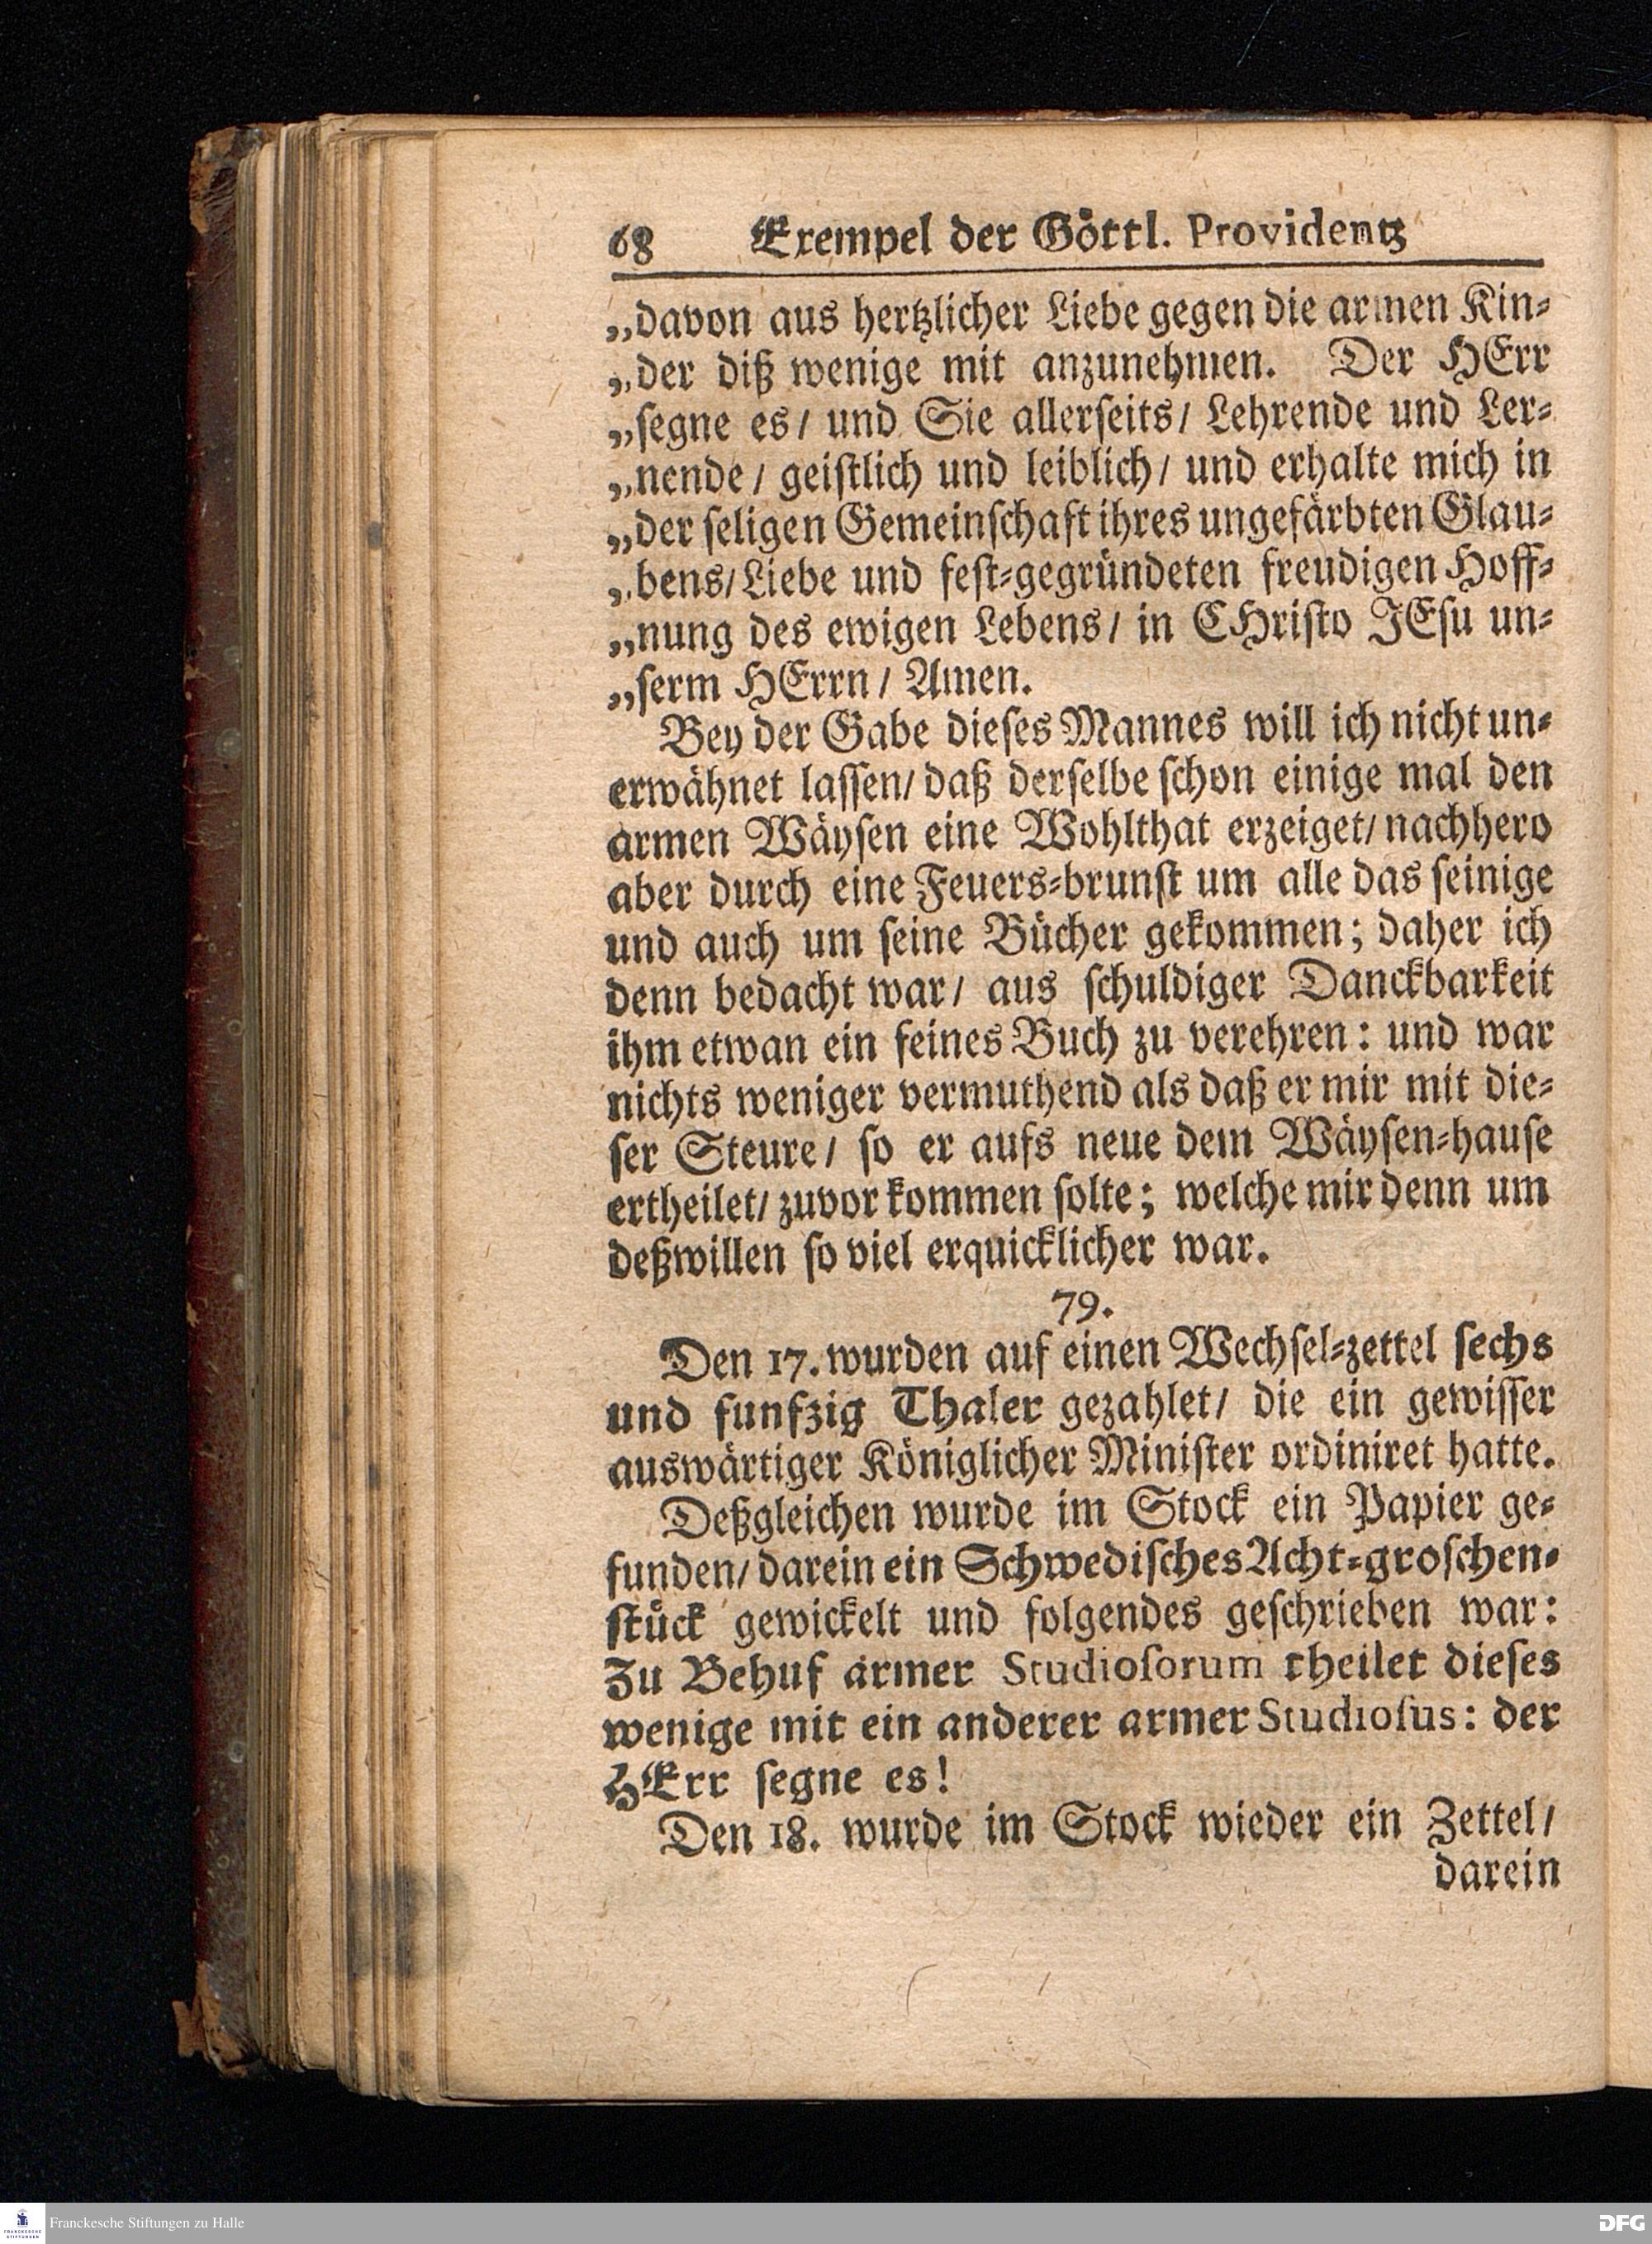 68 Exempel der Göttl. Providentz
„davon aus hertzlicher Liebe gegen die armen Kin-
„der diß wenige mit anzunehmen. Der HErr
„segne es/ und Sie allerseits/ Lehrende und Ler-
„nende/ geistlich und leiblich/ und erhalte mich in
„der seligen Gemeinschaft ihres ungefärbten Glau-
„bens/ Liebe und fest-gegründeten freudigen Hoff-
„nung des ewigen Lebens/ in CHristo JEsu un-
„serm HErrn/ Amen.
Bey der Gabe dieses Mannes will ich nicht un-
erwähnet lassen/ daß derselbe schon einige mal den
armen Wäysen eine Wohlthat erzeiget/ nachhero
aber durch eine Feuers-brunst um alle das seinige
und auch um seine Bücher gekommen; daher ich
denn bedacht war/ aus schuldiger Danckbarkeit
ihm etwan ein feines Buch zu verehren: und war
nichts weniger vermuthend als daß er mir mit die-
ser Steure/ so er aufs neue dem Wäysen-hause
ertheilet/ zuvor kommen solte; welche mir denn um
deßwillen so viel erquicklicher war.
79.
Den 17. wurden auf einen Wechsel-zettel sechs
und funfzig Thaler gezahlet/ die ein gewisser
auswärtiger Königlicher Minister ordiniret hatte.
Deßgleichen wurde im Stock ein Papier ge-
funden/ darein ein Schwedisches Acht-groschen-
stück gewickelt und folgendes geschrieben war:
Zu Behuf armer Studiosorum theilet dieses
wenige mit ein anderer armer Studiosus: der
HErr segne es!
Den 18. wurde im Stock wieder ein Zettel/
darein
FRANCKESCHE
STIFTUNGEN
Franckesche Stiftungen zu Halle
DFG